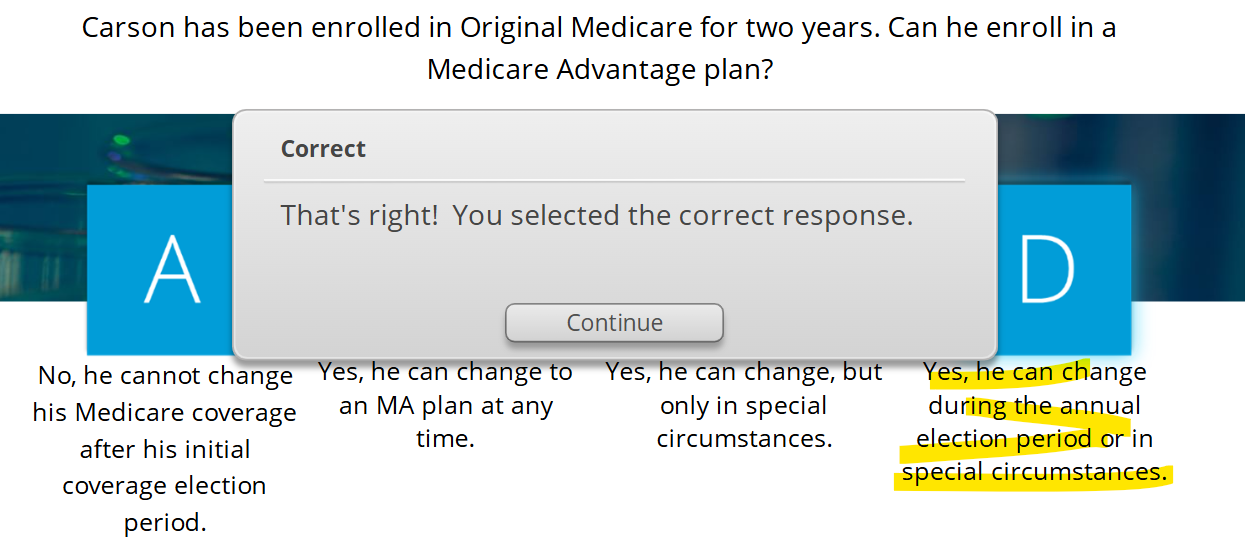 Carson has been enrolled in Original Medicare for two years. Can he enroll in a
Medicare Advantage plan?
Correct
That's right! You selected the correct response.
Continue
A
No, he cannot change
his Medicare coverage
after his initial
coverage election
period.
Yes, he can change to
an MA plan at any
time.
Yes, he can change, but
only in special
circumstances.
D
Yes, he can change
during the annual
election period or in
special circumstances.